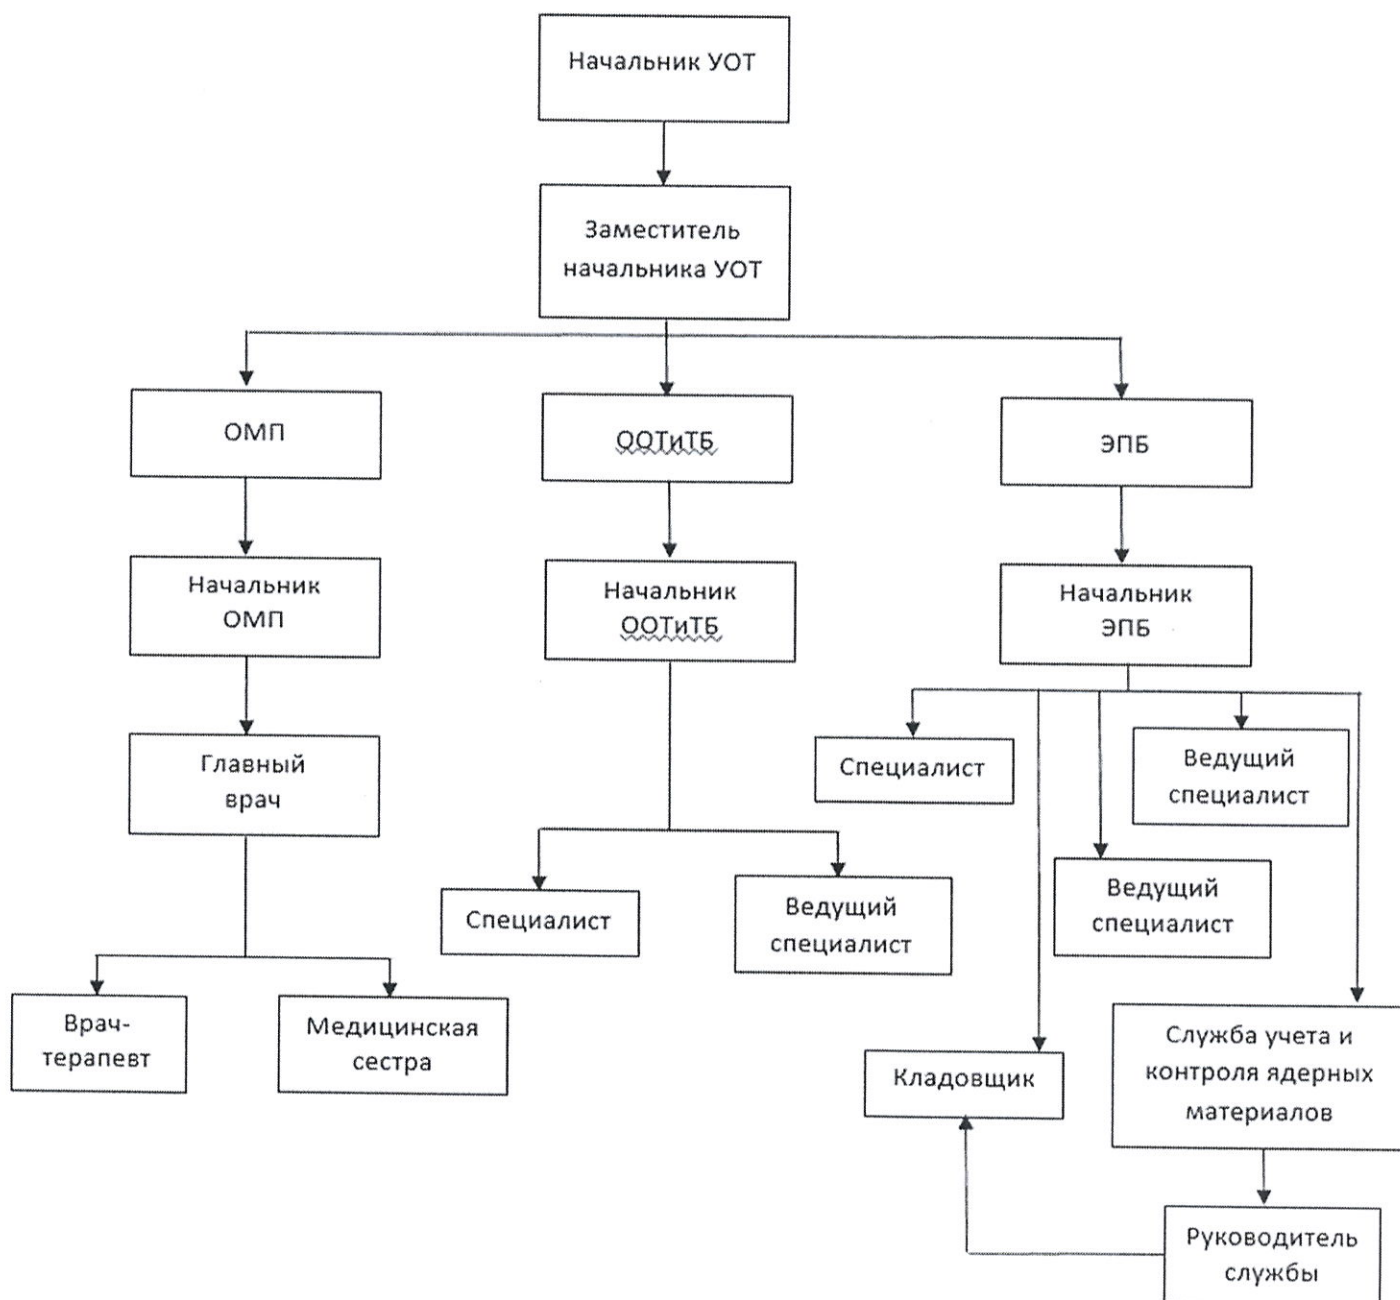 Начальник УОТ
Заместитель
начальника УОТ
ОМП
ООТиТБ
ЭПБ
Начальник
ОМП
Начальник
ООТиТБ
Начальник
ЭПБ
Главный
врач
Специалист
Ведущий
специалист
Ведущий
специалист
Специалист
Ведущий
специалист
Врач-
терапевт
Медицинская
сестра
Кладовщик
Служба учета и
контроля ядерных
материалов
Руководитель
службы